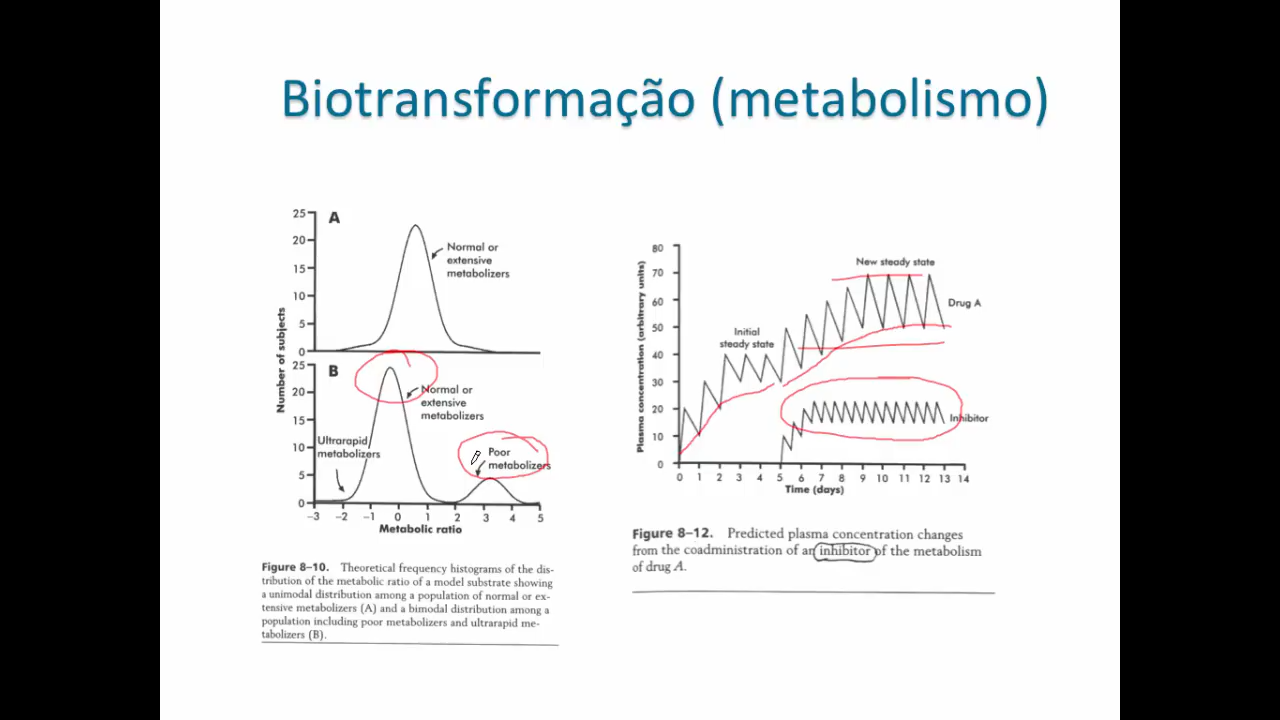 Biotransformação (metabolismo)
A
25
20
15
10
5
0
Normal or
extensive
metabolizers
Number of subjects
B
25
20
15
10
5
0
Normal or
extensive
metabolizers
Ultrarapid
metabolizers
Poor
metabolizers
-3 -2 -1 0 1 2 3 4 5
Metabolic ratio
Figure 8–10. Theoretical frequency histograms of the dis-
tribution of the metabolic ratio of a model substrate showing
a unimodal distribution among a population of normal or ex-
tensive metabolizers (A) and a bimodal distribution among a
population including poor metabolizers and ultrarapid me-
tabolizers (B).
Plasma concentration (arbitrary units)
80
70
60
50
40
30
20
10
0
New steady state
Drug A
Initial
steady state
Inhibitor
0 1 2 3 4 5 6 7 8 9 10 11 12 13 14
Time (days)
Figure 8–12. Predicted plasma concentration changes
from the coadministration of an inhibitor of the metabolism
of drug A.